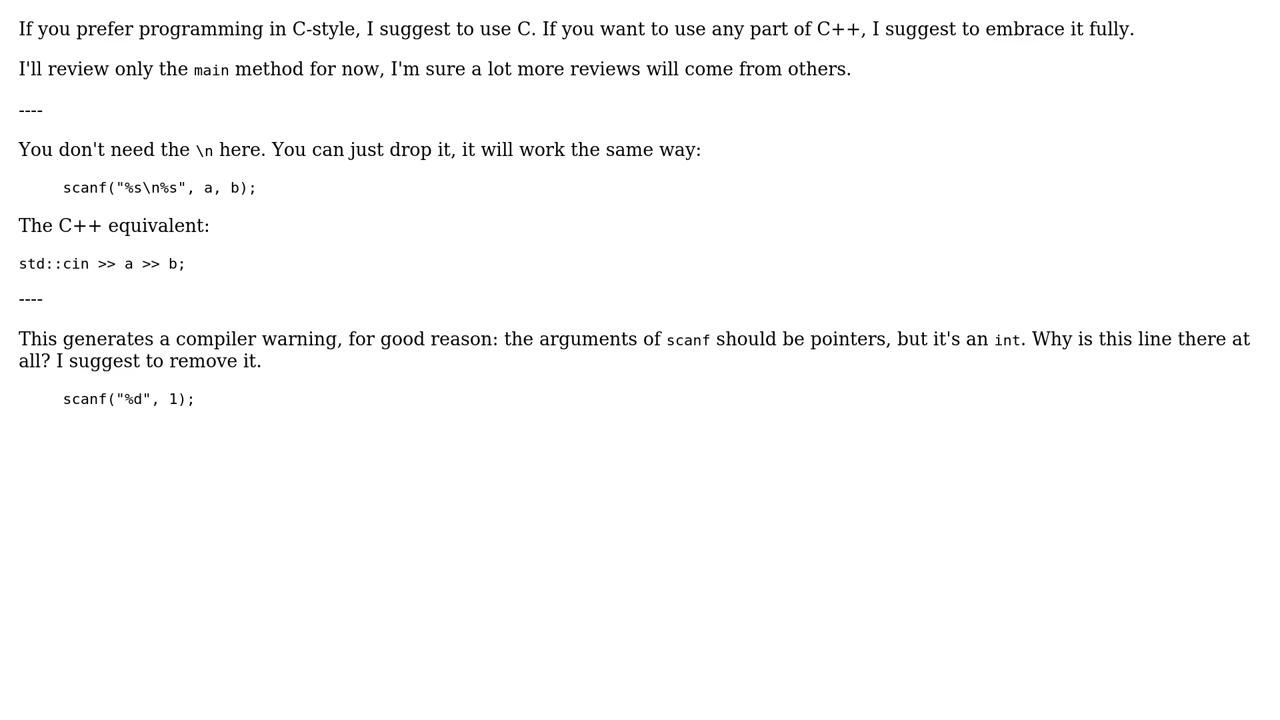 If you prefer programming in C-style, I suggest to use C. If you want to use any part of C++, I suggest to embrace it fully.
I'll review only the main method for now, I'm sure a lot more reviews will come from others.
----
You don't need the \n here. You can just drop it, it will work the same way:
scanf("%s\n%s", a, b);
The C++ equivalent:
std::cin >> a >> b;
----
This generates a compiler warning, for good reason: the arguments of scanf should be pointers, but it's an int. Why is this line there at
all? I suggest to remove it.
scanf("%d", 1);